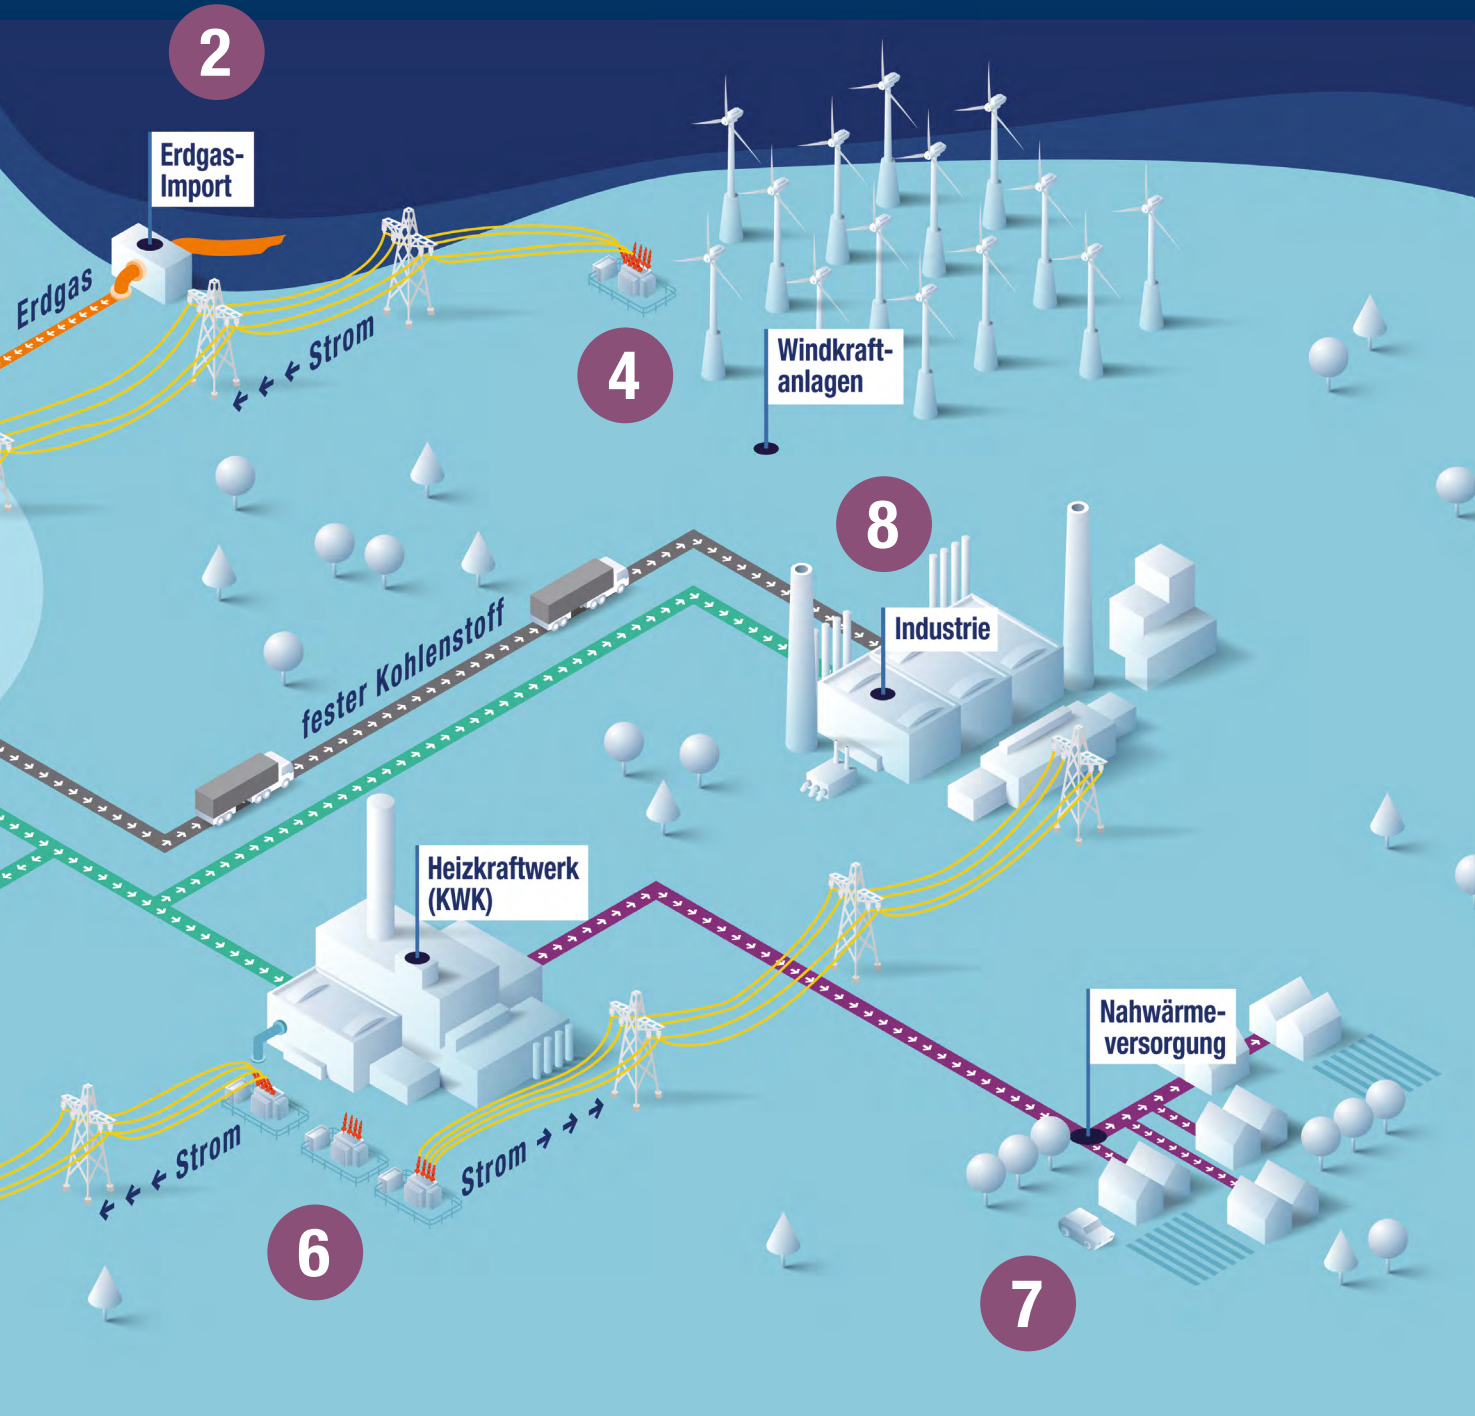 2
Erdgas-
Import
Erdgas
Strom
4
Windkraft-
anlagen
8
Industrie
fester Kohlenstoff
Heizkraftwerk
(KWK)
Nahwärme-
versorgung
Strom
Strom
6
7